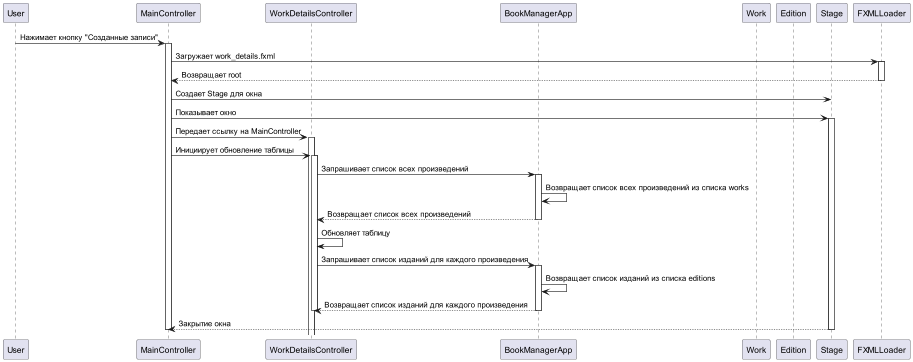 User MainController WorkDetailsController BookManagerApp Work Edition Stage FXMLLoader
Нажимает кнопку "Созданные записи"
Загружает work_details.fxml
Возвращает root
Создает Stage для окна
Показывает окно
Передает ссылку на MainController
Инициирует обновление таблицы
Запрашивает список всех произведений
Возвращает список всех произведений из списка works
Возвращает список всех произведений
Обновляет таблицу
Запрашивает список изданий для каждого произведения
Возвращает список изданий из списка editions
Возвращает список изданий для каждого произведения
Закрытие окна
User MainController WorkDetailsController BookManagerApp Work Edition Stage FXMLLoader